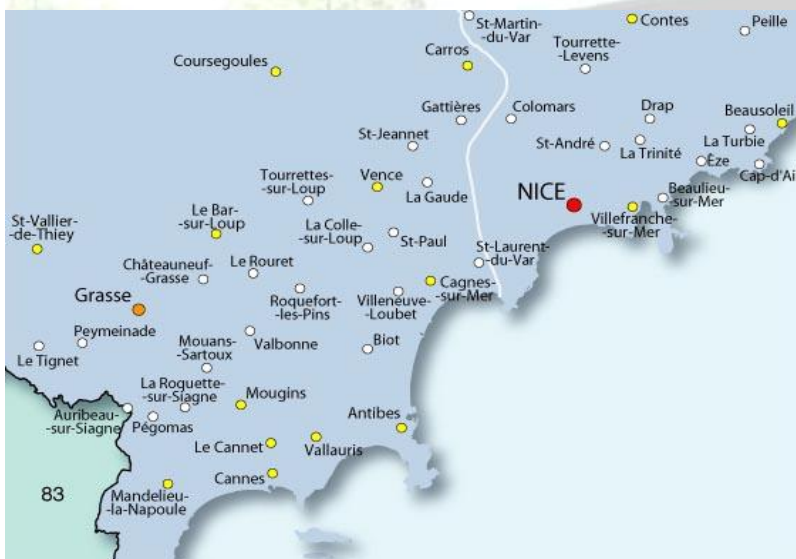 St-Martin-
-du-Var
Contes
Peille
Carros
Tourrette-
-Levens
Coursegoules
Gattières
Colomars
Drap
Beausoleil
St-Jeannet
St-André
La Trinité
La Turbie
Èze
Cap-d'Ai
Tourrettes-
-sur-Loup
Vence
La Gaude
NICE
Beaulieu-
-sur-Mer
Villefranche-
-sur-Mer
St-Vallier-
-de-Thiey
Le Bar-
-sur-Loup
La Colle-
-sur-Loup
St-Paul
St-Laurent-
-du-Var
Châteauneuf-
-Grasse
Le Rouret
Roquefort-
-les-Pins
Villeneuve-
-Loubet
Cagnes-
-sur-Mer
Grasse
Peymeinade
Le Tignet
Mouans-
-Sartoux
Valbonne
Biot
La Roquette-
-sur-Siagne
Mougins
Antibes
Auribeau-
-sur-Siagne
Pégomas
Le Cannet
Vallauris
83
Mandelieu-
-la-Napoule
Cannes